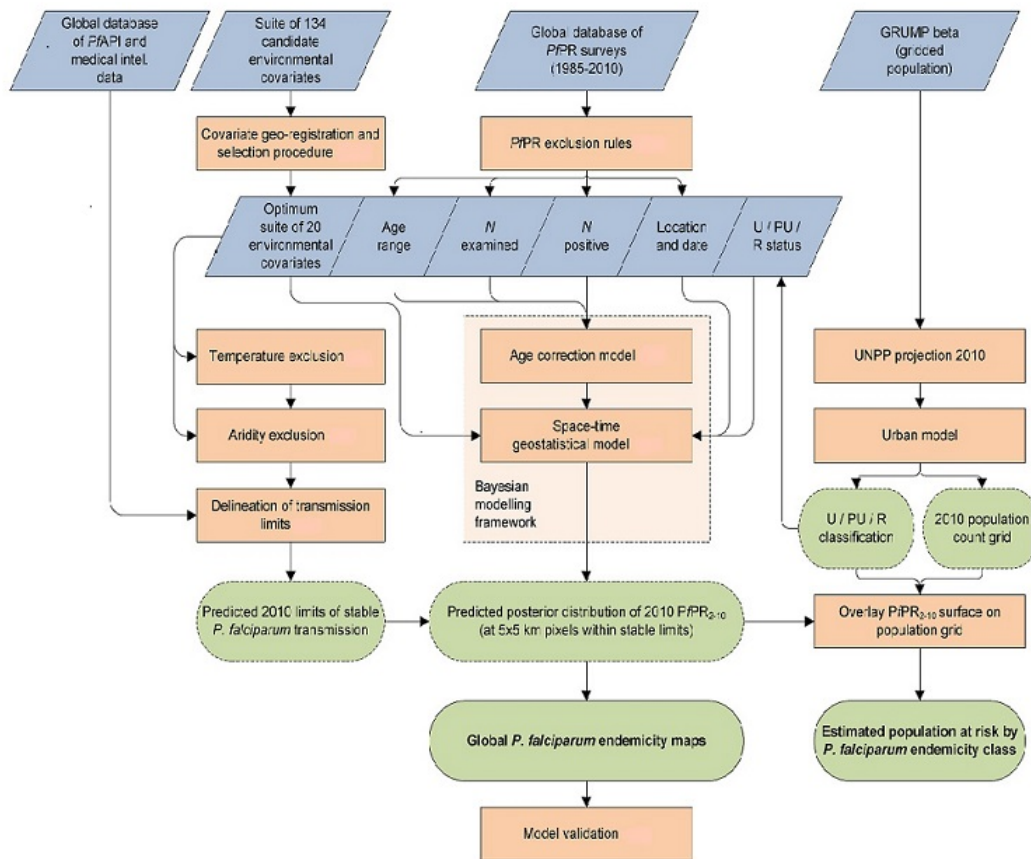 Global database
of PfAPI and
medical intel.
data
Suite of 134
candidate
environmental
covariates
Global database of
PfPR surveys
(1985-2010)
GRUMP beta
(gridded
population)
Covariate geo-registration and
selection procedure
PfPR exclusion rules
Optimum
suite of 20
environmental
covariates
Age
range
N
examined
N
positive
Location
and date
U / PU /
R status
Temperature exclusion
Age correction model
UNPP projection 2010
Aridity exclusion
Space-time
geostatistical model
Urban model
Bayesian
modelling
framework
Delineation of transmission
limits
U / PU / R
classification
2010 population
count grid
Predicted 2010 limits of stable
P. falciparum transmission
Predicted posterior distribution of 2010 PfPR2-10
(at 5x5 km pixels within stable limits)
Overlay PfPR2-10 surface on
population grid
Global P. falciparum endemicity maps
Estimated population at risk by
P. falciparum endemicity class
Model validation